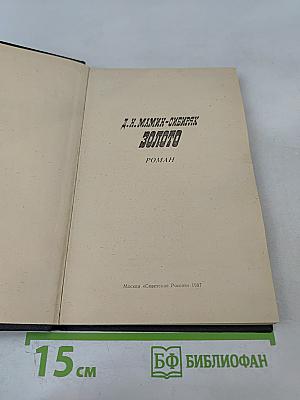 Д. Н. МАМИН-СИБИРЯК
ЗОЛОТО
РОМАН
Москва «Советская Россия» 1987
15 см
БФ БИБЛИОФАН